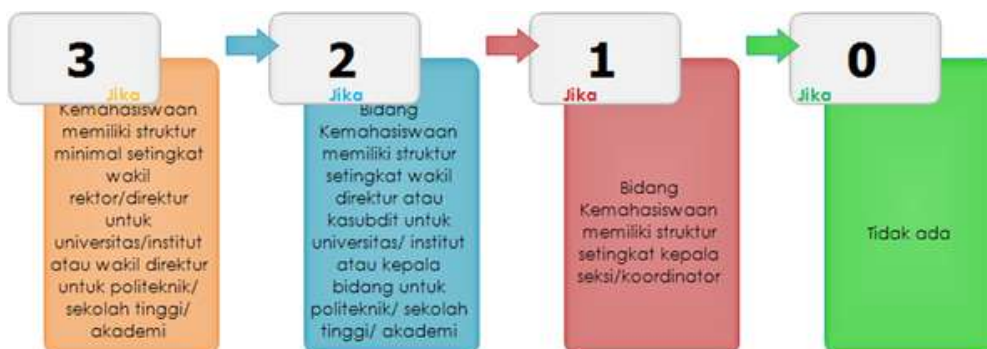 3
Jika
Kemahasiswaan
memiliki struktur
minimal setingkat
wakil
rektor/direktur
untuk
universitas/institut
atau wakil direktur
untuk politeknik/
sekolah tinggi/
akademi
2
Jika
Bidang
Kemahasiswaan
memiliki struktur
setingkat wakil
direktur atau
kasubdit untuk
universitas/ institut
atau kepala
bidang untuk
politeknik/ sekolah
tinggi/ akademi
1
Jika
Bidang
Kemahasiswaan
memiliki struktur
setingkat kepala
seksi/koordinator
0
Jika
Tidak ada